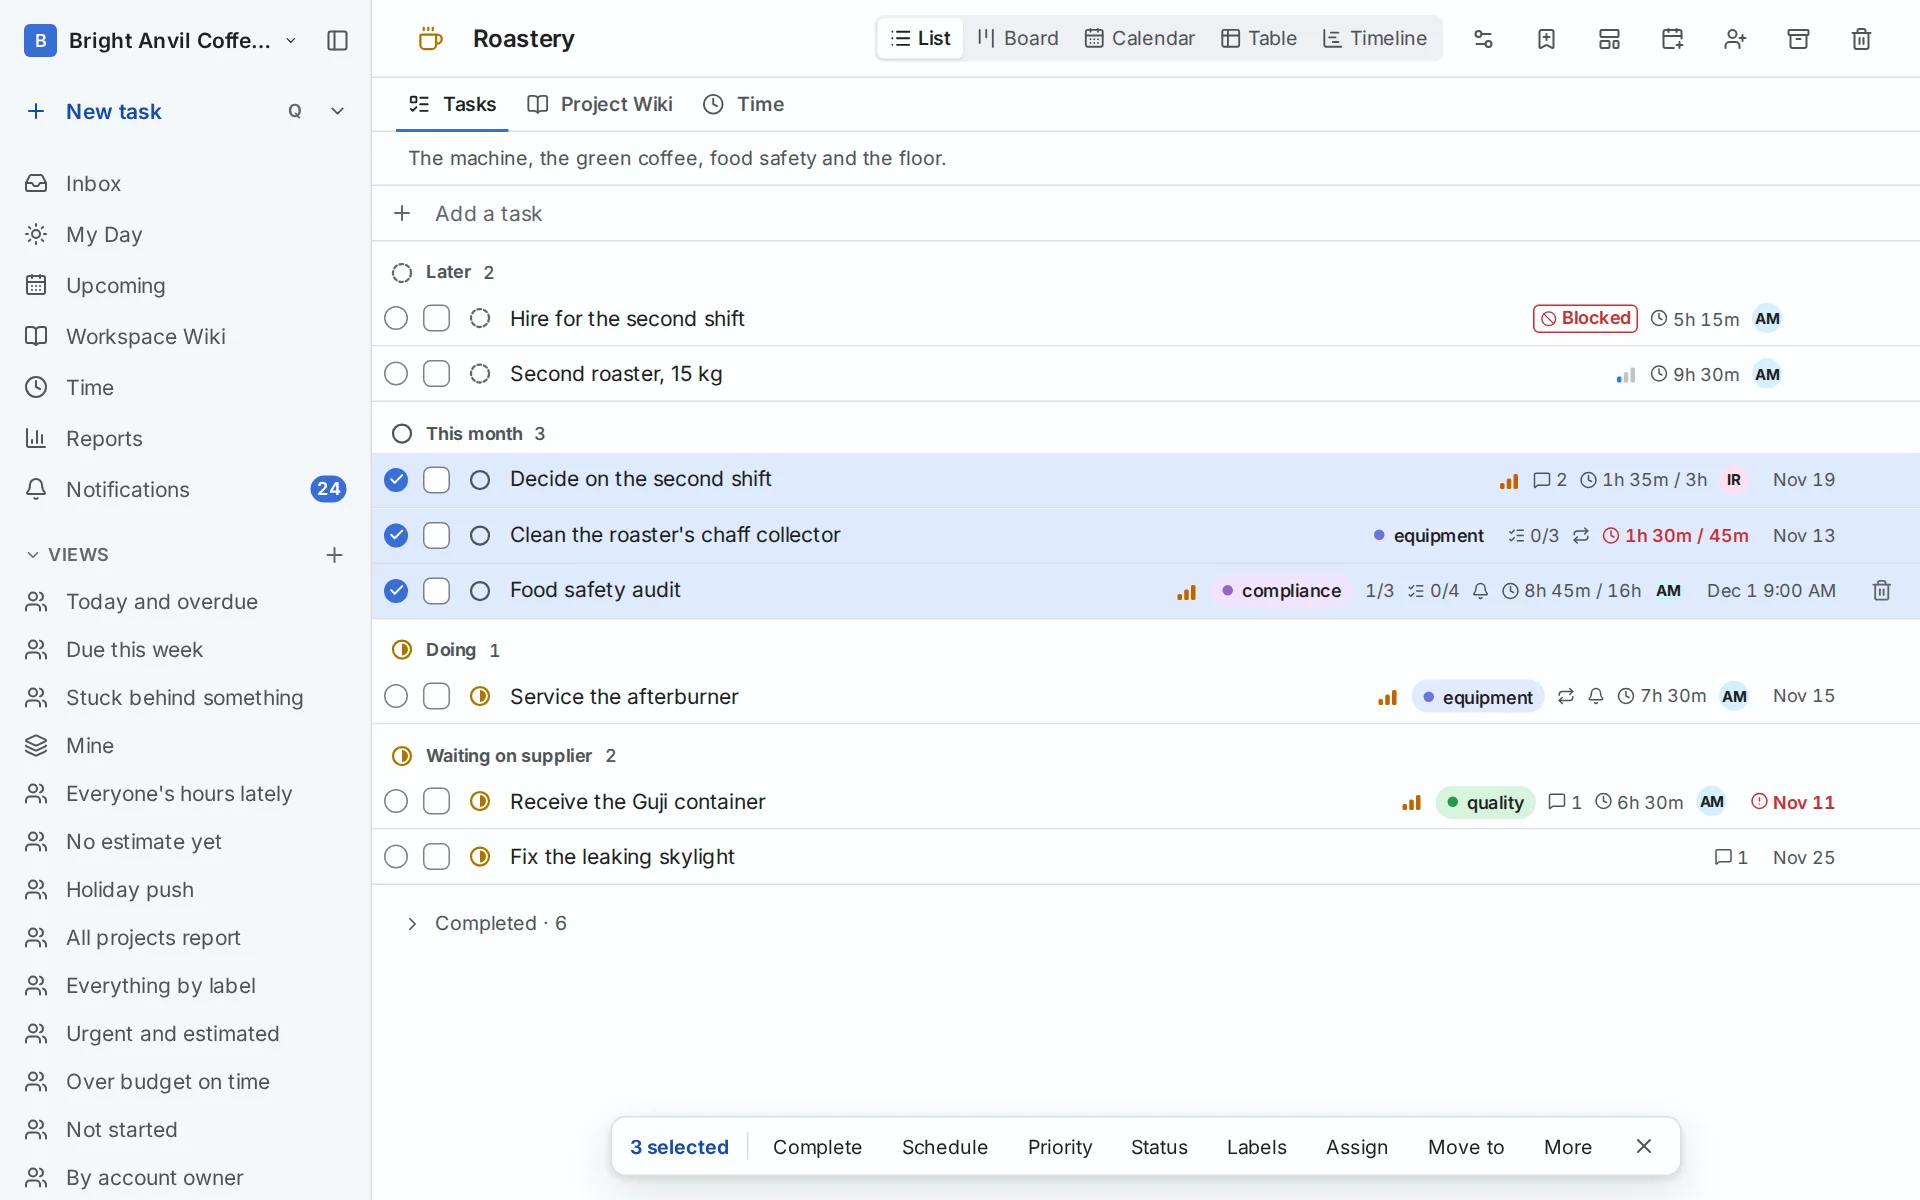 B Bright Anvil Coffe...
New task Q
Inbox
My Day
Upcoming
Workspace Wiki
Time
Reports
Notifications 24
VIEWS
Today and overdue
Due this week
Stuck behind something
Mine
Everyone's hours lately
No estimate yet
Holiday push
All projects report
Everything by label
Urgent and estimated
Over budget on time
Not started
By account owner
Roastery
List Board Calendar Table Timeline
Tasks Project Wiki Time
The machine, the green coffee, food safety and the floor.
Add a task
Later 2
Hire for the second shift Blocked 5h 15m AM
Second roaster, 15 kg 9h 30m AM
This month 3
Decide on the second shift 2 1h 35m / 3h IR Nov 19
Clean the roaster's chaff collector equipment 0/3 1h 30m / 45m Nov 13
Food safety audit compliance 1/3 0/4 8h 45m / 16h AM Dec 1 9:00 AM
Doing 1
Service the afterburner equipment 7h 30m AM Nov 15
Waiting on supplier 2
Receive the Guji container quality 1 6h 30m AM Nov 11
Fix the leaking skylight 1 Nov 25
Completed · 6
3 selected Complete Schedule Priority Status Labels Assign Move to More